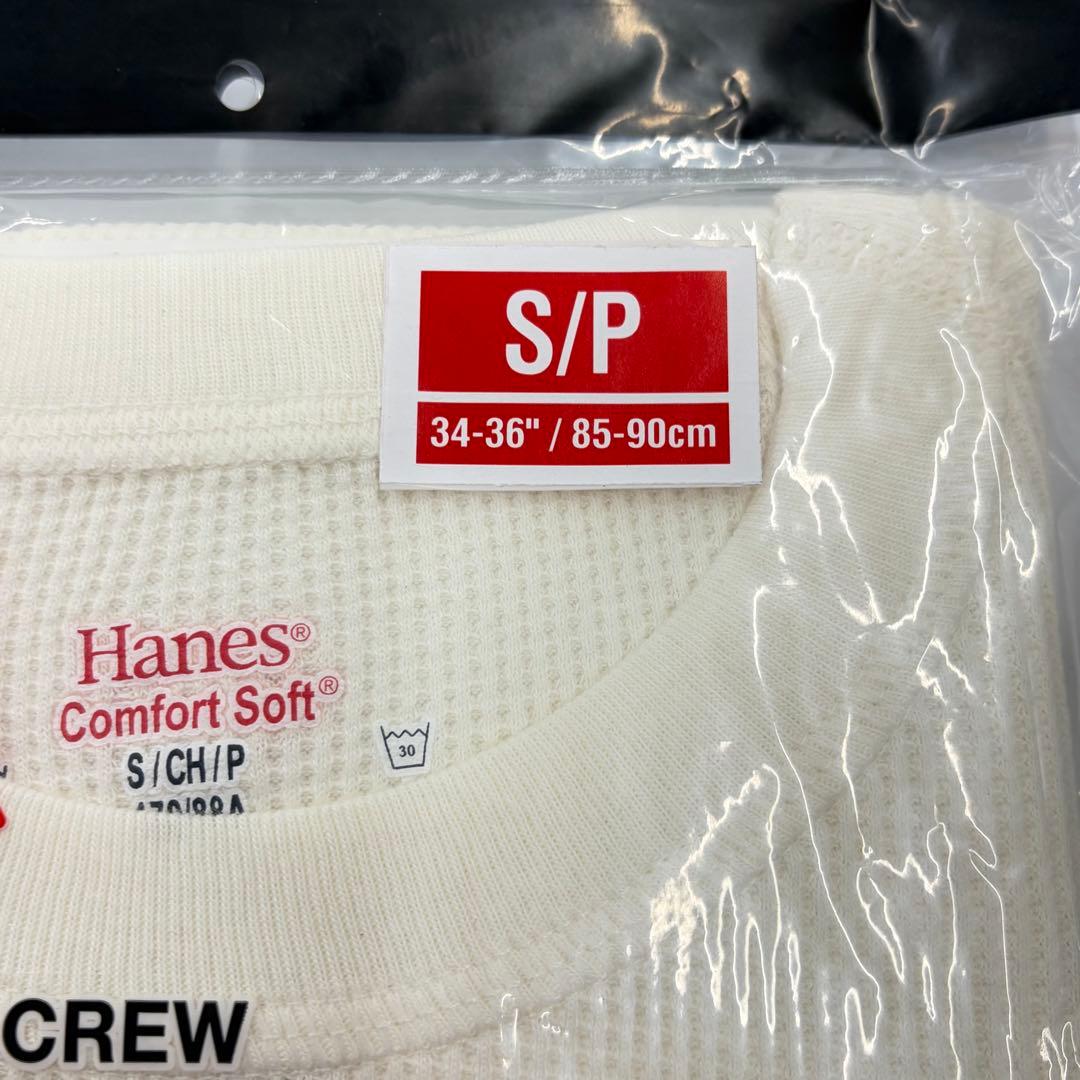 S/P
34-36" / 85-90cm
Hanes®
Comfort Soft®
S/CH/P
30
CREW